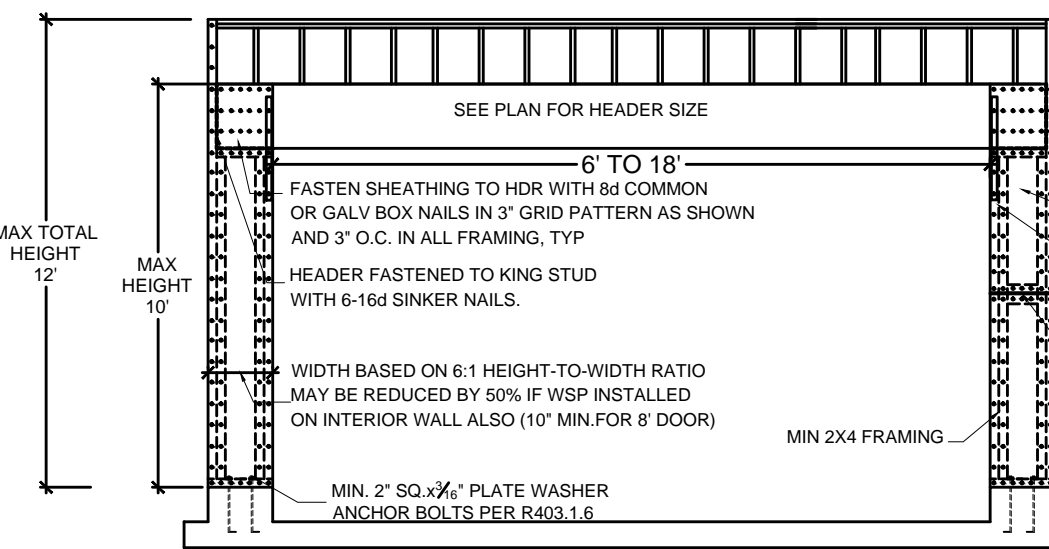 SEE PLAN FOR HEADER SIZE
6' TO 18'
FASTEN SHEATHING TO HDR WITH 8d COMMON
OR GALV BOX NAILS IN 3" GRID PATTERN AS SHOWN
AND 3" O.C. IN ALL FRAMING, TYP
MAX TOTAL
HEIGHT
12'
MAX
HEIGHT
10'
HEADER FASTENED TO KING STUD
WITH 6-16d SINKER NAILS.
WIDTH BASED ON 6:1 HEIGHT-TO-WIDTH RATIO
MAY BE REDUCED BY 50% IF WSP INSTALLED
ON INTERIOR WALL ALSO (10" MIN.FOR 8' DOOR)
MIN 2X4 FRAMING
MIN. 2" SQ.x3/16" PLATE WASHER
ANCHOR BOLTS PER R403.1.6